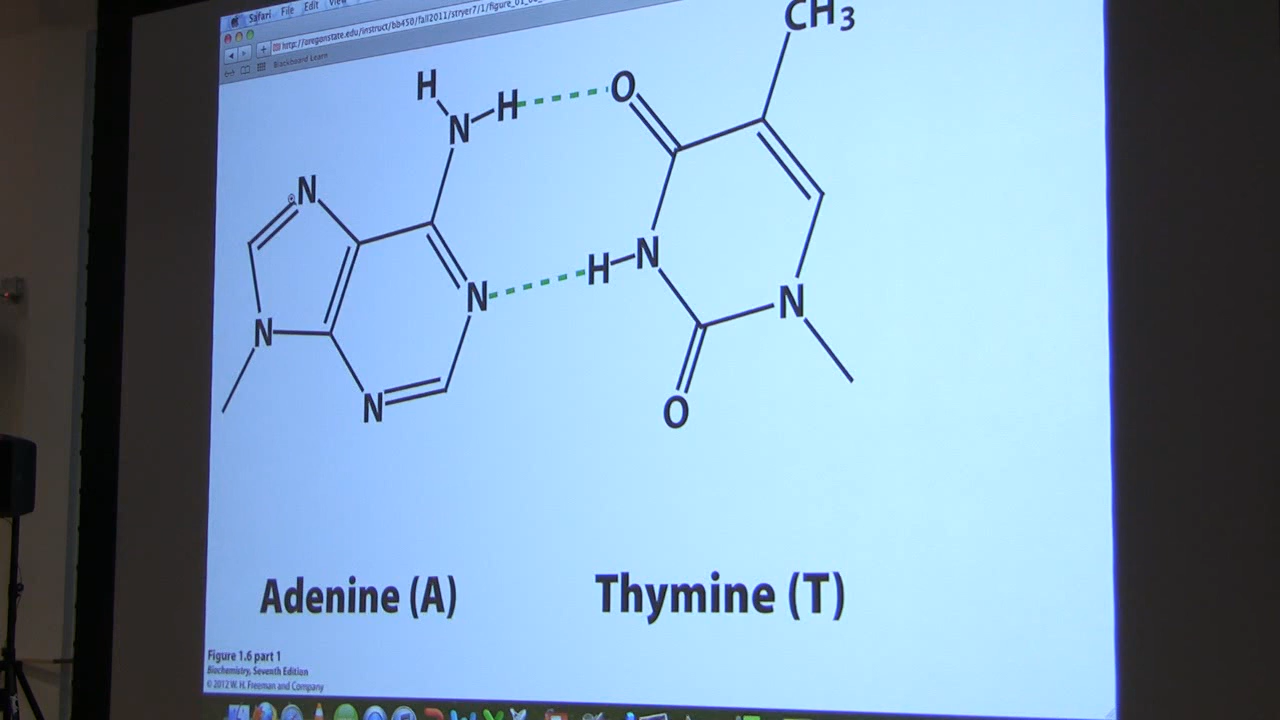 Safari File Edit View
http://oregonstate.edu/instruct/bb450/fall2011/stryer7/1/figure_01_
Blackboard Learn
CH3
H
H
O
N
N
N
H
N
N
N
N
O
Adenine (A)
Thymine (T)
Figure 1.6 part 1
Biochemistry, Seventh Edition
© 2012 W. H. Freeman and Company